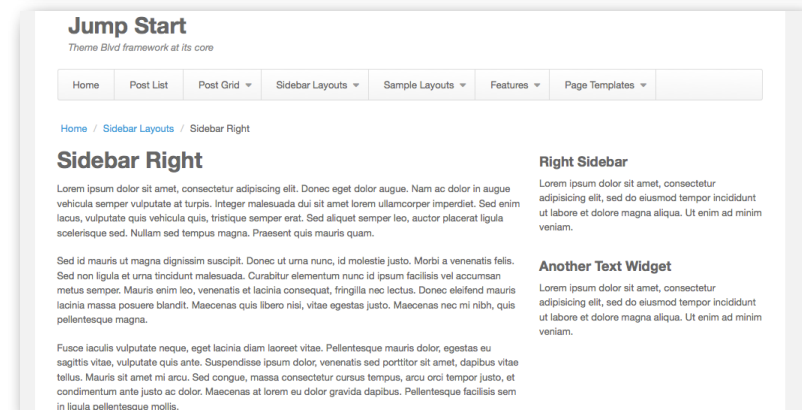 Jump Start
Theme Blvd framework at its core
Home Post List Post Grid Sidebar Layouts Sample Layouts Features Page Templates
Home / Sidebar Layouts / Sidebar Right
Sidebar Right
Lorem ipsum dolor sit amet, consectetur adipiscing elit. Donec eget dolor augue. Nam ac dolor in augue
vehicula semper vulputate at turpis. Integer malesuada dui sit amet lorem ullamcorper imperdiet. Sed enim
lacus, vulputate quis vehicula quis, tristique semper erat. Sed aliquet semper leo, auctor placerat ligula
scelerisque sed. Nullam sed tempus magna. Praesent quis mauris quam.
Sed id mauris ut magna dignissim suscipit. Donec ut urna nunc, id molestie justo. Morbi a venenatis felis.
Sed non ligula et urna tincidunt malesuada. Curabitur elementum nunc id ipsum facilisis vel accumsan
metus semper. Mauris enim leo, venenatis et lacinia consequat, fringilla nec lectus. Donec eleifend mauris
lacinia massa posuere blandit. Maecenas quis libero nisi, vitae egestas justo. Maecenas nec mi nibh, quis
pellentesque magna.
Fusce iaculis vulputate neque, eget lacinia diam laoreet vitae. Pellentesque mauris dolor, egestas eu
sagittis vitae, vulputate quis ante. Suspendisse ipsum dolor, venenatis sed porttitor sit amet, dapibus vitae
tellus. Mauris sit amet mi arcu. Sed congue, massa consectetur cursus tempus, arcu orci tempor justo, et
condimentum ante justo ac dolor. Maecenas at lorem eu dolor gravida dapibus. Pellentesque facilisis sem
in ligula pellentesque mollis.
Right Sidebar
Lorem ipsum dolor sit amet, consectetur
adipisicing elit, sed do eiusmod tempor incididunt
ut labore et dolore magna aliqua. Ut enim ad minim
veniam.
Another Text Widget
Lorem ipsum dolor sit amet, consectetur
adipisicing elit, sed do eiusmod tempor incididunt
ut labore et dolore magna aliqua. Ut enim ad minim
veniam.